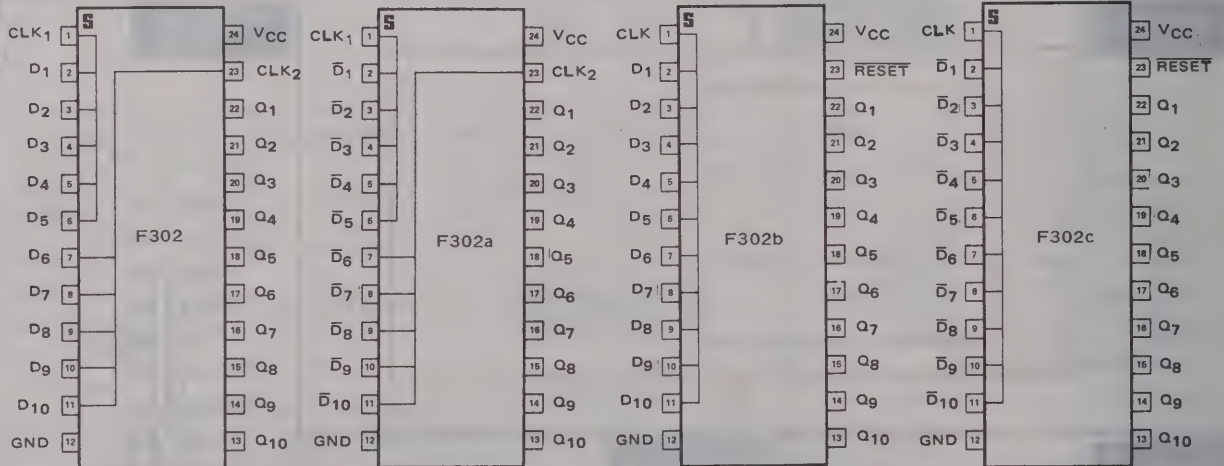 S
CLK₁ 1 24 VCC
D₁ 2 23 CLK₂
D₂ 3 22 Q₁
D₃ 4 21 Q₂
D₄ 5 20 Q₃
D₅ 6 19 Q₄
F302
D₆ 7 18 Q₅
D₇ 8 17 Q₆
D₈ 9 16 Q₇
D₉ 10 15 Q₈
D₁₀ 11 14 Q₉
GND 12 13 Q₁₀
S
CLK₁ 1 24 VCC
D̅₁ 2 23 CLK₂
D̅₂ 3 22 Q₁
D̅₃ 4 21 Q₂
D̅₄ 5 20 Q₃
D̅₅ 6 19 Q₄
F302a
D̅₆ 7 18 Q₅
D̅₇ 8 17 Q₆
D̅₈ 9 16 Q₇
D̅₉ 10 15 Q₈
D̅₁₀ 11 14 Q₉
GND 12 13 Q₁₀
S
CLK 1 24 VCC
D₁ 2 23 R̅E̅S̅E̅T̅
D₂ 3 22 Q₁
D₃ 4 21 Q₂
D₄ 5 20 Q₃
D₅ 6 19 Q₄
F302b
D₆ 7 18 Q₅
D₇ 8 17 Q₆
D₈ 9 16 Q₇
D₉ 10 15 Q₈
D₁₀ 11 14 Q₉
GND 12 13 Q₁₀
S
CLK 1 24 VCC
D̅₁ 2 23 R̅E̅S̅E̅T̅
D̅₂ 3 22 Q₁
D̅₃ 4 21 Q₂
D̅₄ 5 20 Q₃
D̅₅ 6 19 Q₄
F302c
D̅₆ 7 18 Q₅
D̅₇ 8 17 Q₆
D̅₈ 9 16 Q₇
D̅₉ 10 15 Q₈
D̅₁₀ 11 14 Q₉
GND 12 13 Q₁₀